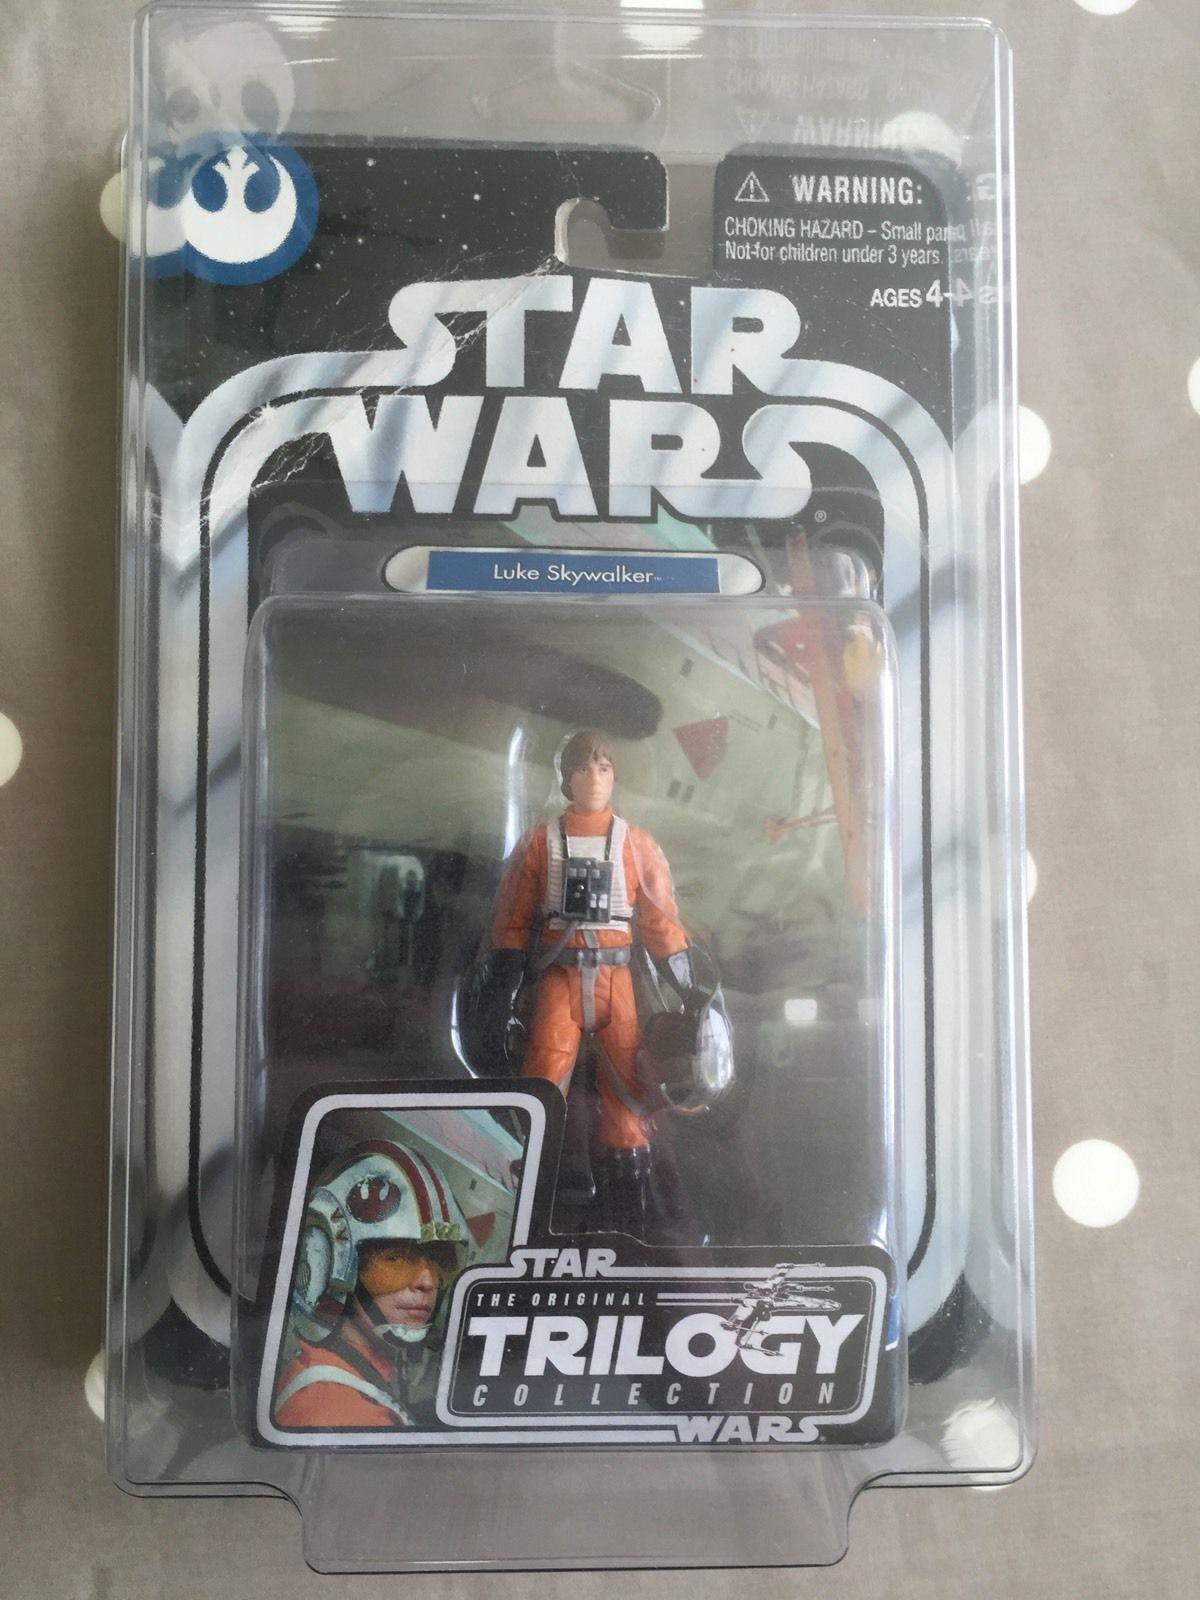 WARNING:
CHOKING HAZARD – Small parts
Not for children under 3 years.
AGES 4+
STAR
WARS®
Luke Skywalker™
STAR
THE ORIGINAL
TRILOGY
COLLECTION
WARS